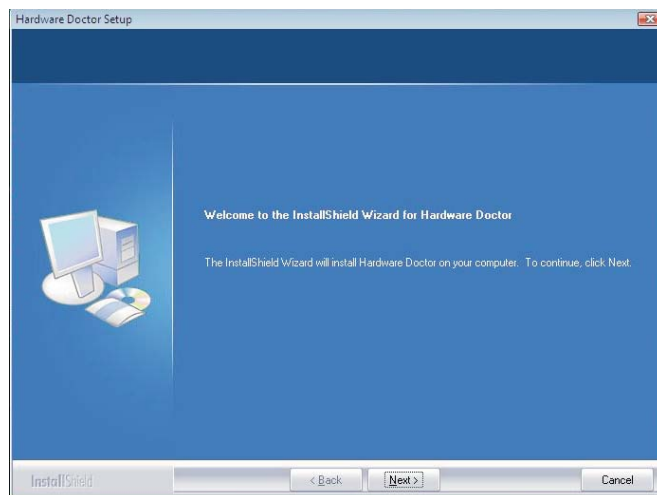 Hardware Doctor Setup
Welcome to the InstallShield Wizard for Hardware Doctor
The InstallShield Wizard will install Hardware Doctor on your computer. To continue, click Next.
InstallShield
< Back Next > Cancel